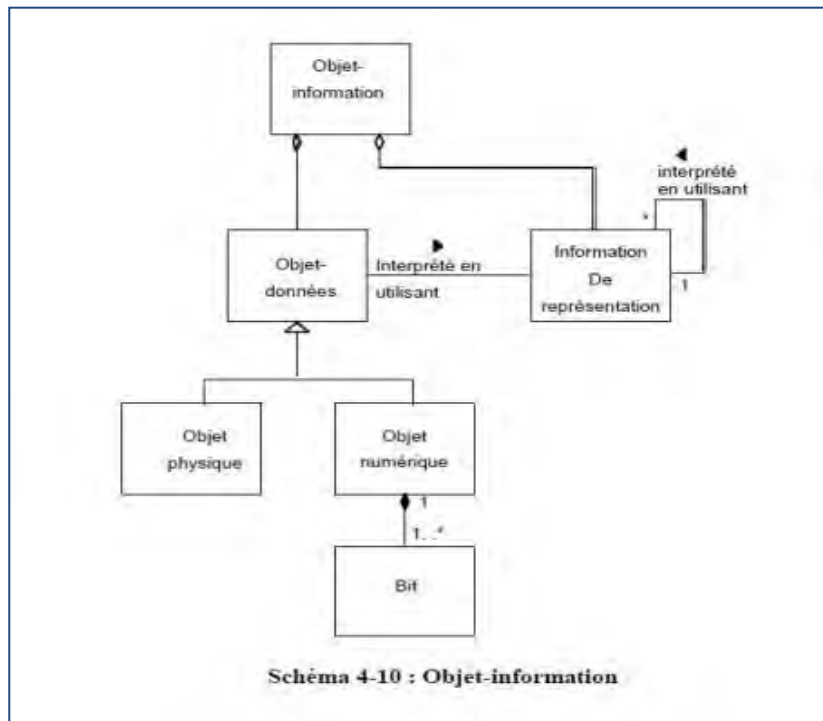 Objet-
information
interprété
en utilisant
*
1
Objet-
données
Interprété en
utilisant
Information
De
représentation
Objet
physique
Objet
numérique
1
1..*
Bit
Schéma 4-10 : Objet-information